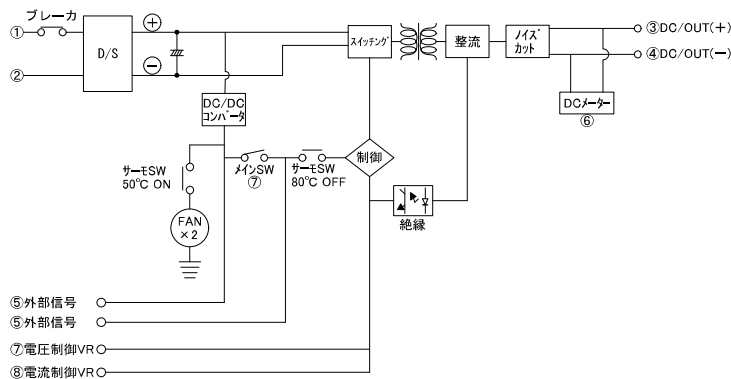 ブレーカ
①
②
D/S
＋
－
スイッチング
整流
ノイズ
カット
③DC/OUT(＋)
④DC/OUT(－)
DCメーター
⑥
DC/DC
コンバータ
サーモSW
50℃ ON
メインSW
⑦
サーモSW
80℃ OFF
制御
FAN
×2
絶縁
⑤外部信号
⑤外部信号
⑦電圧制御VR
⑧電流制御VR